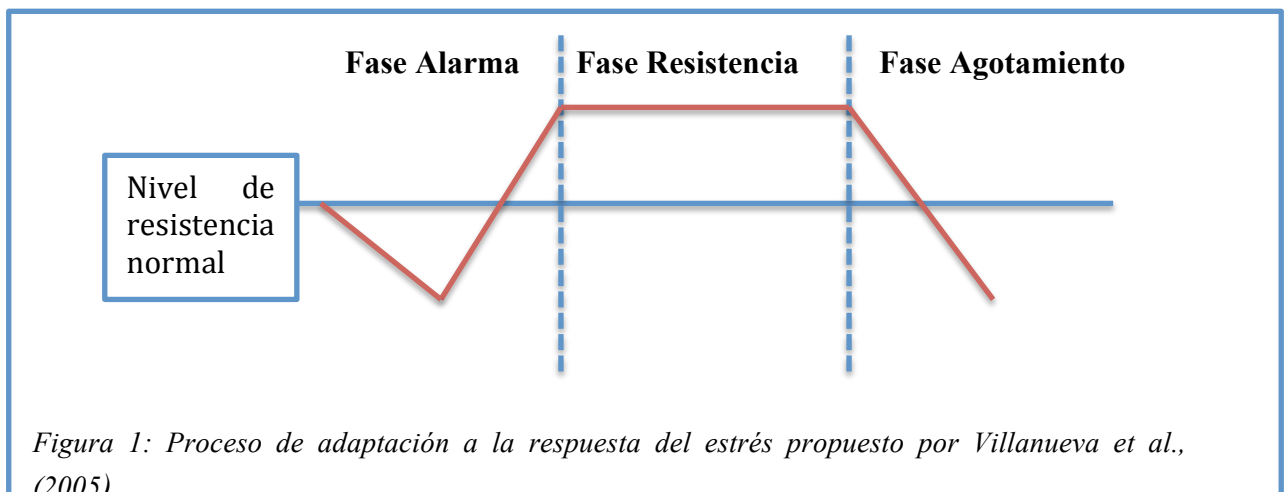 Fase Alarma Fase Resistencia Fase Agotamiento
Nivel de
resistencia
normal
Figura 1: Proceso de adaptación a la respuesta del estrés propuesto por Villanueva et al.,
(2005)